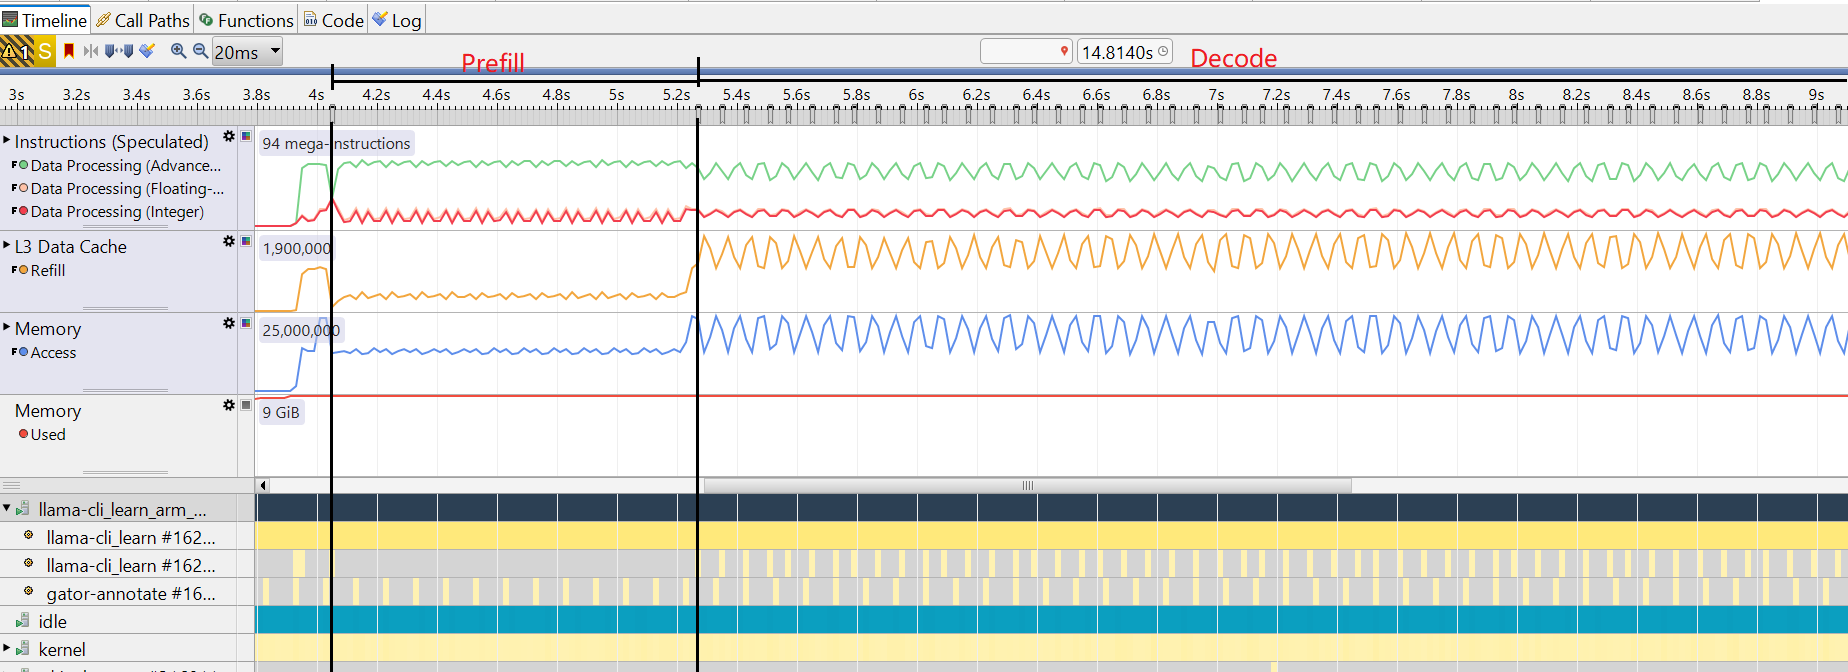 Timeline Call Paths Functions Code Log
1 S 20ms 14.8140s
Prefill Decode
3s 3.2s 3.4s 3.6s 3.8s 4s 4.2s 4.4s 4.6s 4.8s 5s 5.2s 5.4s 5.6s 5.8s 6s 6.2s 6.4s 6.6s 6.8s 7s 7.2s 7.4s 7.6s 7.8s 8s 8.2s 8.4s 8.6s 8.8s 9s
Instructions (Speculated) 94 mega-instructions
F Data Processing (Advance...
F Data Processing (Floating-...
F Data Processing (Integer)
L3 Data Cache 1,900,000
F Refill
Memory 25,000,000
F Access
Memory 9 GiB
Used
llama-cli_learn_arm_...
llama-cli_learn #162...
llama-cli_learn #162...
gator-annotate #16...
idle
kernel